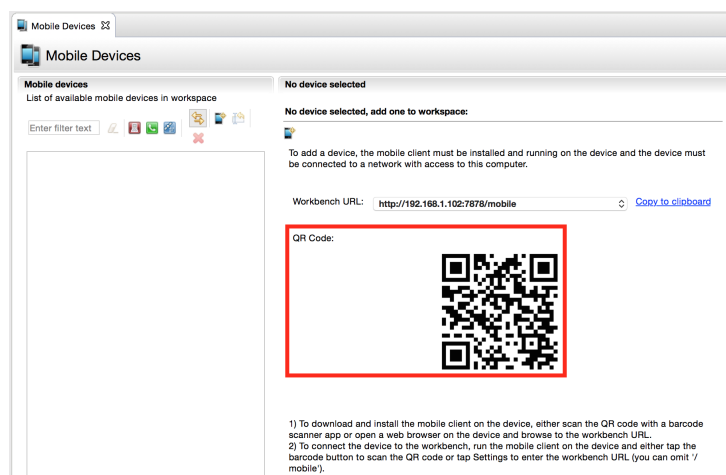 Mobile Devices
Mobile Devices
Mobile devices
List of available mobile devices in workspace
Enter filter text
No device selected
No device selected, add one to workspace:
To add a device, the mobile client must be installed and running on the device and the device must
be connected to a network with access to this computer.
Workbench URL: http://192.168.1.102:7878/mobile Copy to clipboard
QR Code:
1) To download and install the mobile client on the device, either scan the QR code with a barcode
scanner app or open a web browser on the device and browse to the workbench URL.
2) To connect the device to the workbench, run the mobile client on the device and either tap the
barcode button to scan the QR code or tap Settings to enter the workbench URL (you can omit '/
mobile').